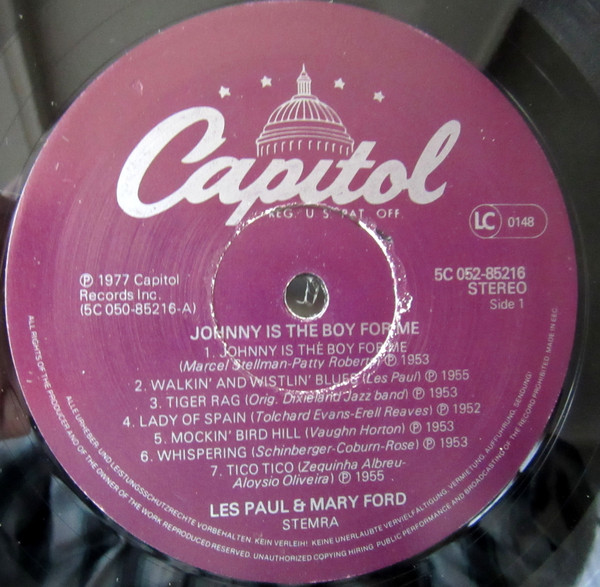 Capitol
REG. U.S. PAT. OFF.
LC 0148
℗ 1977 Capitol
Records Inc.
(5C 050-85216-A)
5C 052-85216
STEREO
Side 1
JOHNNY IS THE BOY FOR ME
1. JOHNNY IS THE BOY FOR ME
(Marcel Stellman-Patty Roberts) ℗ 1953
2. WALKIN' AND WISTLIN' BLUES (Les Paul) ℗ 1955
3. TIGER RAG (Orig. Dixieland Jazz band) ℗ 1953
4. LADY OF SPAIN (Tolchard Evans-Erell Reaves) ℗ 1952
5. MOCKIN' BIRD HILL (Vaughn Horton) ℗ 1953
6. WHISPERING (Schinberger-Coburn-Rose) ℗ 1953
7. TICO TICO (Zequinha Albreu-
Aloysio Oliveira) ℗ 1955
LES PAUL & MARY FORD
STEMRA
ALLE URHEBER- UND LEISTUNGSSCHUTZRECHTE VORBEHALTEN. KEIN VERLEIH! KEINE UNERLAUBTE VERVIELFÄLTIGUNG, VERMIETUNG, AUFFÜHRUNG, SENDUNG!
ALL RIGHTS OF THE PRODUCER AND OF THE OWNER OF THE WORK REPRODUCED RESERVED. UNAUTHORIZED COPYING HIRING PUBLIC PERFORMANCE AND BROADCASTING OF THE RECORD PROHIBITED MADE IN EEC.